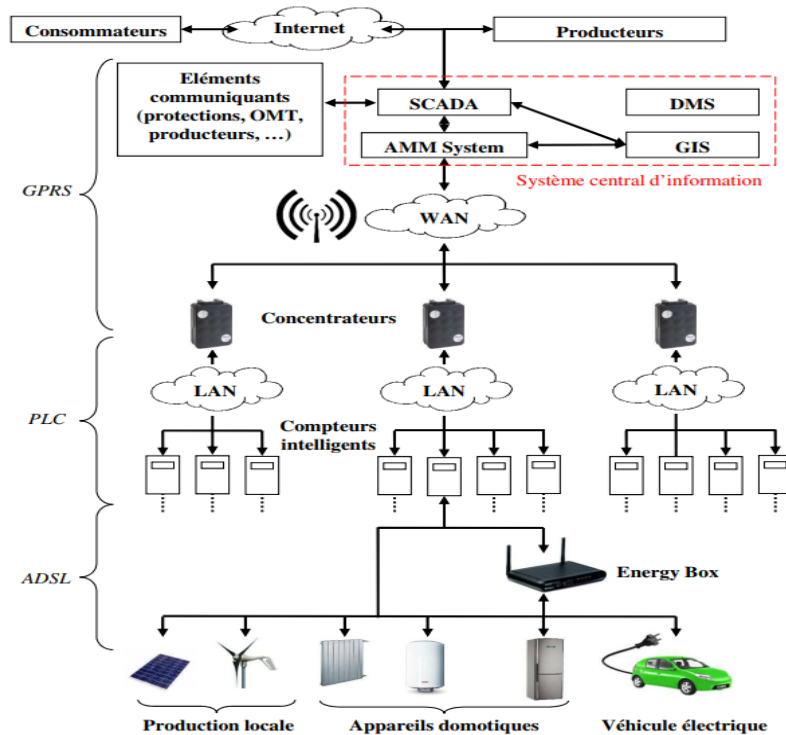 Consommateurs
Internet
Producteurs
Eléments
communiquants
(protections, OMT,
producteurs, …)
SCADA
DMS
AMM System
GIS
Système central d'information
GPRS
WAN
Concentrateurs
LAN
LAN
LAN
PLC
Compteurs
intelligents
ADSL
Energy Box
Production locale
Appareils domotiques
Véhicule électrique